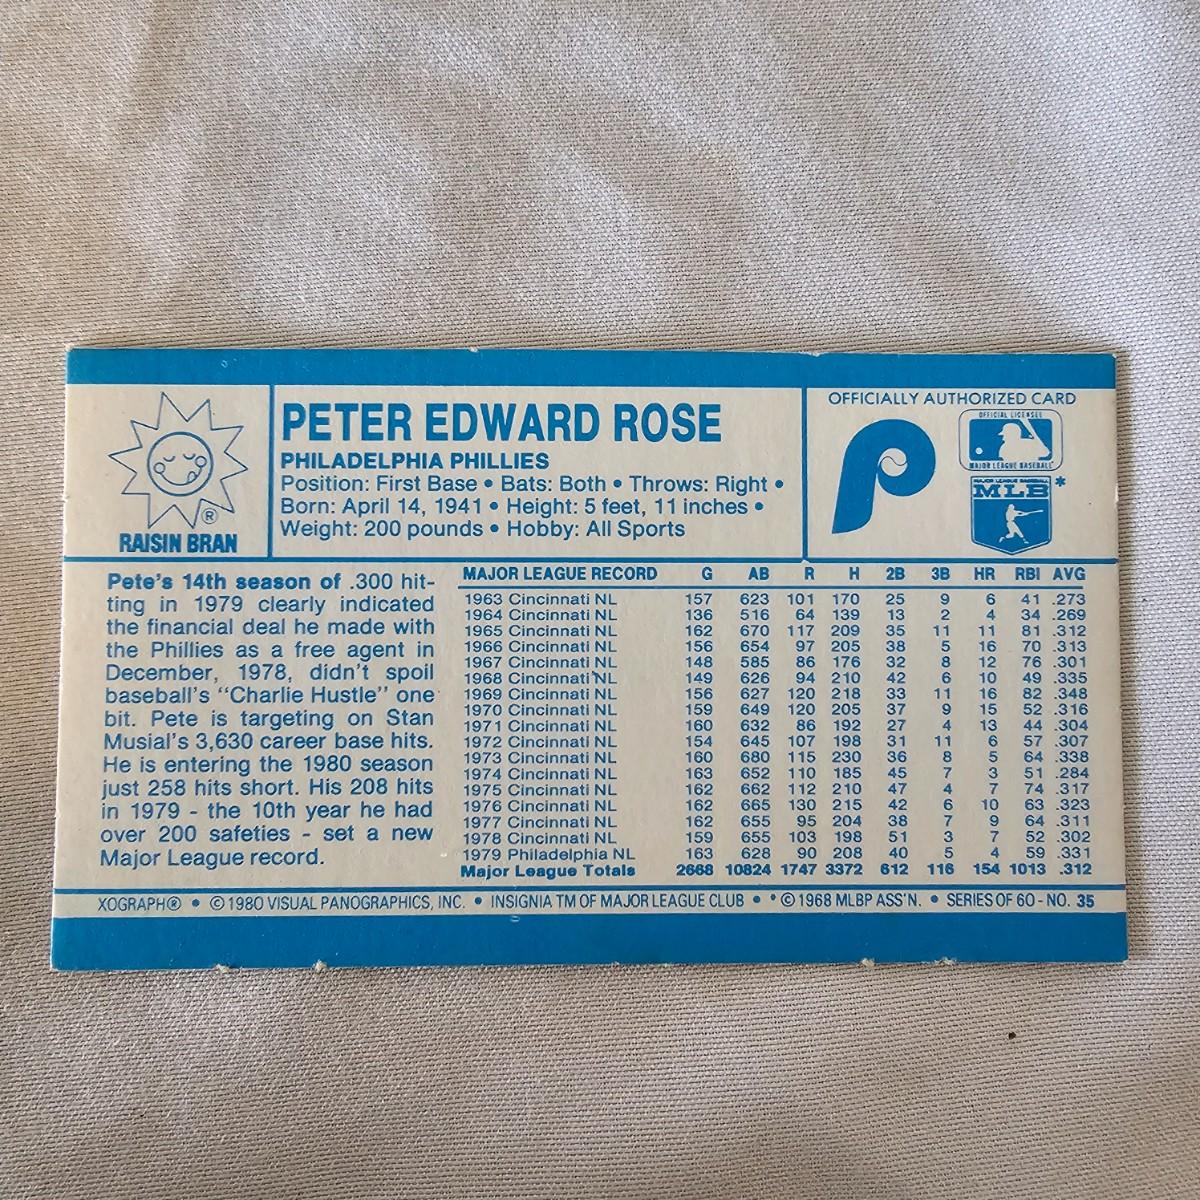 RAISIN BRAN ®
PETER EDWARD ROSE
PHILADELPHIA PHILLIES
Position: First Base • Bats: Both • Throws: Right •
Born: April 14, 1941 • Height: 5 feet, 11 inches •
Weight: 200 pounds • Hobby: All Sports
OFFICIALLY AUTHORIZED CARD
P
OFFICIAL LICENSEE
MAJOR LEAGUE BASEBALL
MAJOR LEAGUE BASEBALL
MLB *
Pete's 14th season of .300 hit-
ting in 1979 clearly indicated
the financial deal he made with
the Phillies as a free agent in
December, 1978, didn't spoil
baseball's "Charlie Hustle" one
bit. Pete is targeting on Stan
Musial's 3,630 career base hits.
He is entering the 1980 season
just 258 hits short. His 208 hits
in 1979 - the 10th year he had
over 200 safeties - set a new
Major League record.
MAJOR LEAGUE RECORD G AB R H 2B 3B HR RBI AVG
1963 Cincinnati NL 157 623 101 170 25 9 6 41 .273
1964 Cincinnati NL 136 516 64 139 13 2 4 34 .269
1965 Cincinnati NL 162 670 117 209 35 11 11 81 .312
1966 Cincinnati NL 156 654 97 205 38 5 16 70 .313
1967 Cincinnati NL 148 585 86 176 32 8 12 76 .301
1968 Cincinnati NL 149 626 94 210 42 6 10 49 .335
1969 Cincinnati NL 156 627 120 218 33 11 16 82 .348
1970 Cincinnati NL 159 649 120 205 37 9 15 52 .316
1971 Cincinnati NL 160 632 86 192 27 4 13 44 .304
1972 Cincinnati NL 154 645 107 198 31 11 6 57 .307
1973 Cincinnati NL 160 680 115 230 36 8 5 64 .338
1974 Cincinnati NL 163 652 110 185 45 7 3 51 .284
1975 Cincinnati NL 162 662 112 210 47 4 7 74 .317
1976 Cincinnati NL 162 665 130 215 42 6 10 63 .323
1977 Cincinnati NL 162 655 95 204 38 7 9 64 .311
1978 Cincinnati NL 159 655 103 198 51 3 7 52 .302
1979 Philadelphia NL 163 628 90 208 40 5 4 59 .331
Major League Totals 2668 10824 1747 3372 612 116 154 1013 .312
XOGRAPH® • © 1980 VISUAL PANOGRAPHICS, INC. • INSIGNIA TM OF MAJOR LEAGUE CLUB • *© 1968 MLBP ASS'N. • SERIES OF 60 - NO. 35